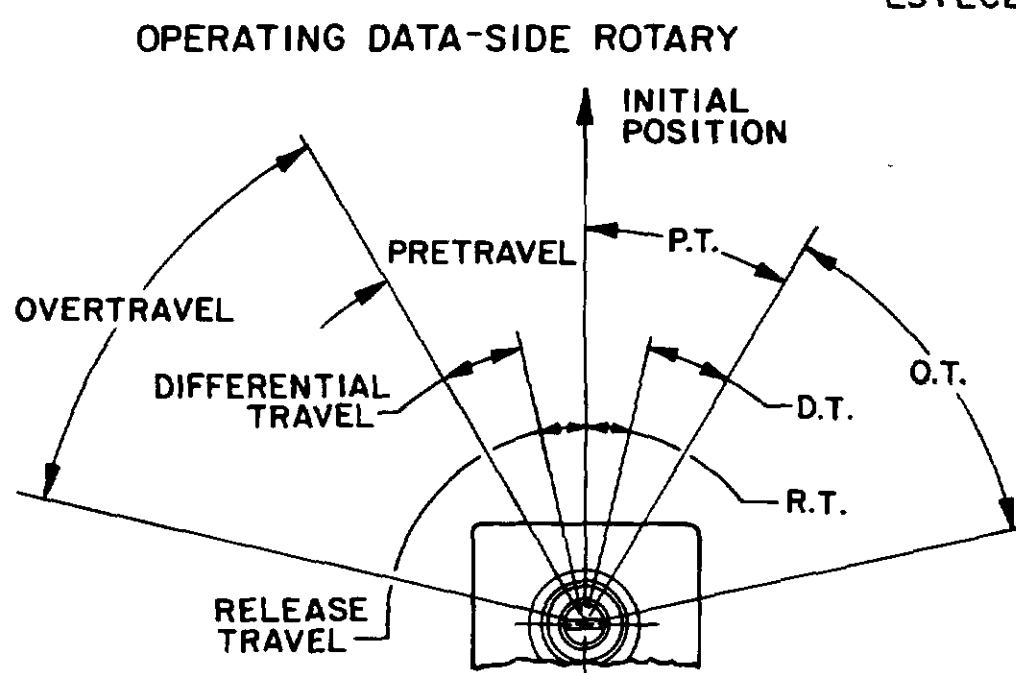 OPERATING DATA-SIDE ROTARY
INITIAL
POSITION
PRETRAVEL
P.T.
OVERTRAVEL
DIFFERENTIAL
TRAVEL
O.T.
D.T.
R.T.
RELEASE
TRAVEL